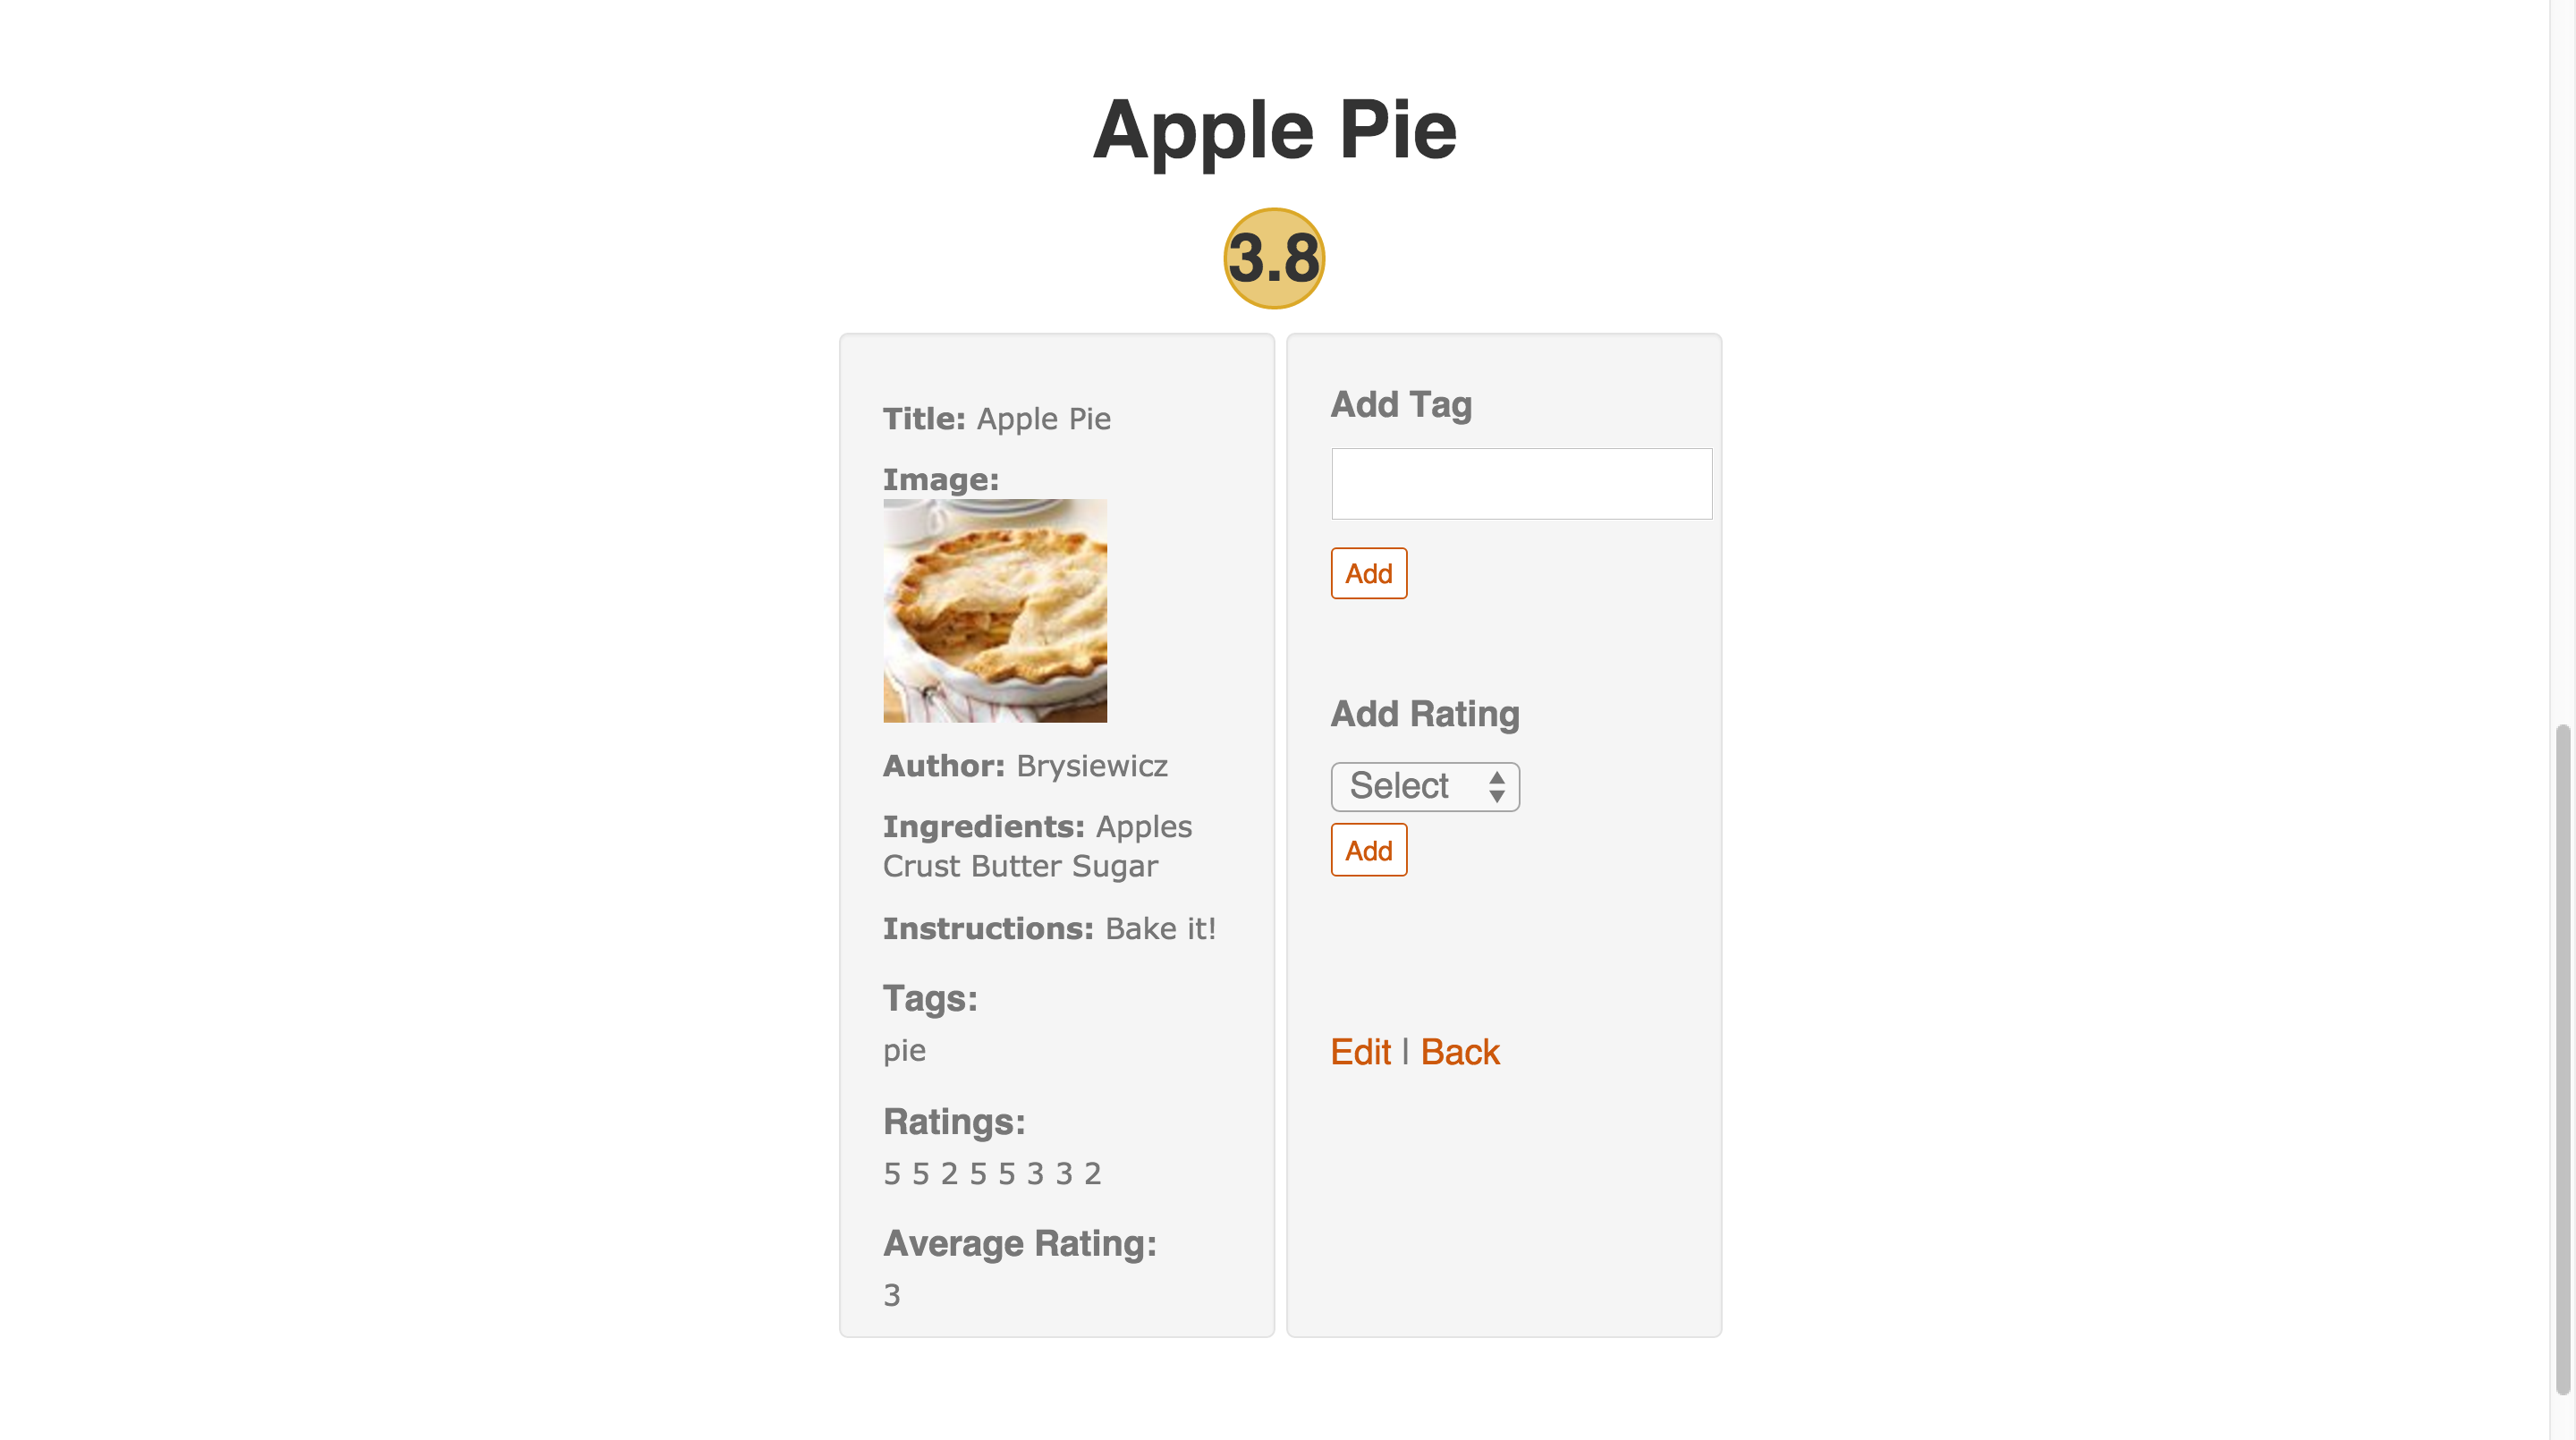 Apple Pie
3.8
Title: Apple Pie
Image:
Author: Brysiewicz
Ingredients: Apples
Crust Butter Sugar
Instructions: Bake it!
Tags:
pie
Ratings:
5 5 2 5 5 3 3 2
Average Rating:
3
Add Tag
Add
Add Rating
Select
Add
Edit | Back